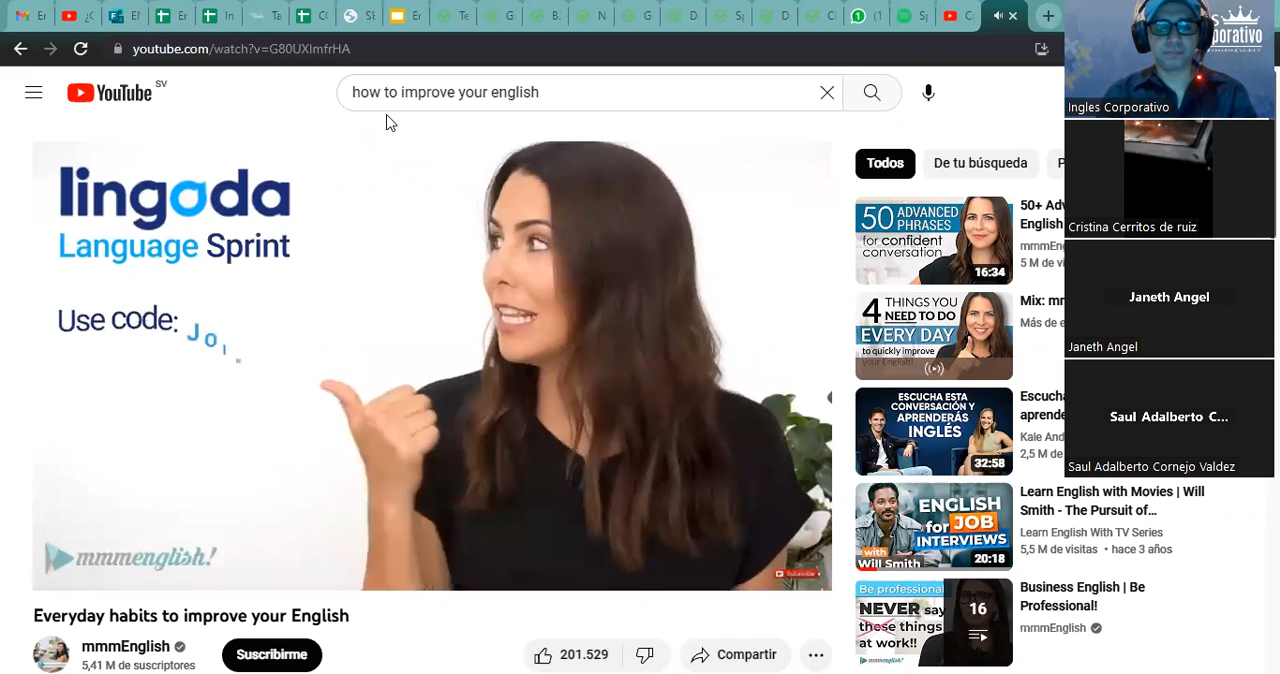 youtube.com/watch?v=G80UXImfrHA
YouTube SV
how to improve your english
Corporativo
Ingles Corporativo
Cristina Cerritos de ruiz
Janeth Angel
Janeth Angel
Saul Adalberto C...
Saul Adalberto Cornejo Valdez
lingoda
Language Sprint
Use code: JOI
mmmenglish!
Subscribe
Everyday habits to improve your English
mmmEnglish
5,41 M de suscriptores
Suscribirme
201.529
Compartir
Todos
De tu búsqueda
50 ADVANCED
PHRASES
for confident
conversation
16:34
50+ Adv
English
mmmEng
5 M de vi
4 THINGS YOU
NEED TO DO
EVERY DAY
to quickly improve
your English!
Mix: mr
Más de e
ESCUCHA ESTA
CONVERSACIÓN Y
APRENDERÁS
INGLÉS
32:58
Escucha
aprende
Kale And
2,5 M de
ENGLISH
for JOB
INTERVIEWS
with
Will Smith
20:18
Learn English with Movies | Will
Smith - The Pursuit of...
Learn English With TV Series
5,5 M de visitas • hace 3 años
Be professional!
NEVER say
these things
at work!!
mmmenglish!
16
Business English | Be
Professional!
mmmEnglish